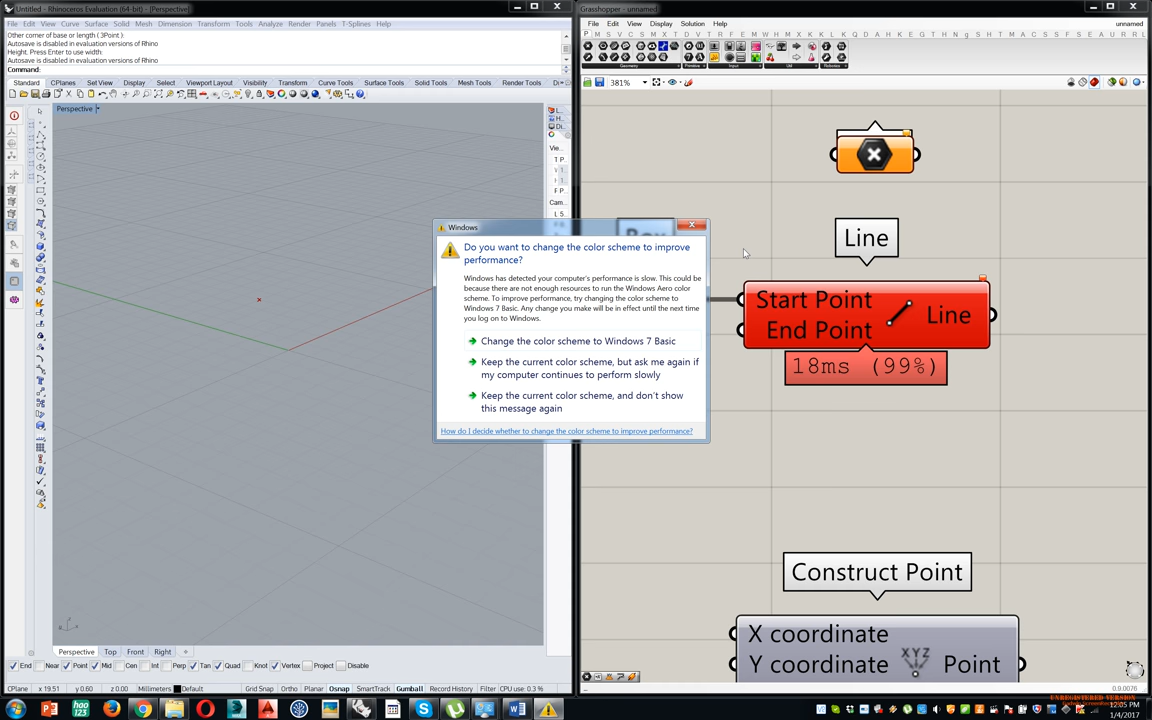 Untitled - Rhinoceros Evaluation (64-bit) - [Perspective]
File Edit View Curve Surface Solid Mesh Dimension Transform Tools Analyze Render Panels T-Splines Help
Other corner of base or length ( 3Point ):
Autosave is disabled in evaluation versions of Rhino
Height. Press Enter to use width:
Autosave is disabled in evaluation versions of Rhino
Command:
Standard CPlanes Set View Display Select Viewport Layout Visibility Transform Curve Tools Surface Tools Solid Tools Mesh Tools Render Tools
Perspective
Grasshopper - unnamed
File Edit View Display Solution Help unnamed
Geometry Primitive Input Util
381%
Line
Start Point
End Point
Line
18ms (99%)
Construct Point
X coordinate
Y coordinate
XYZ
Point
Windows
Do you want to change the color scheme to improve
performance?
Windows has detected your computer's performance is slow. This could be
because there are not enough resources to run the Windows Aero color
scheme. To improve performance, try changing the color scheme to
Windows 7 Basic. Any change you make will be in effect until the next time
you log on to Windows.
Change the color scheme to Windows 7 Basic
Keep the current color scheme, but ask me again if
my computer continues to perform slowly
Keep the current color scheme, and don't show
this message again
How do I decide whether to change the color scheme to improve performance?
Perspective Top Front Right
End Near Point Mid Cen Int Perp Tan Quad Knot Vertex Project Disable
CPlane x 19.51 y 0.60 z 0.00 Millimeters Default Grid Snap Ortho Planar Osnap SmartTrack Gumball Record History Filter CPU use: 0.3 %
0.9.0076
UNREGISTERED VERSION
hao
123
12:05 PM
1/4/2017